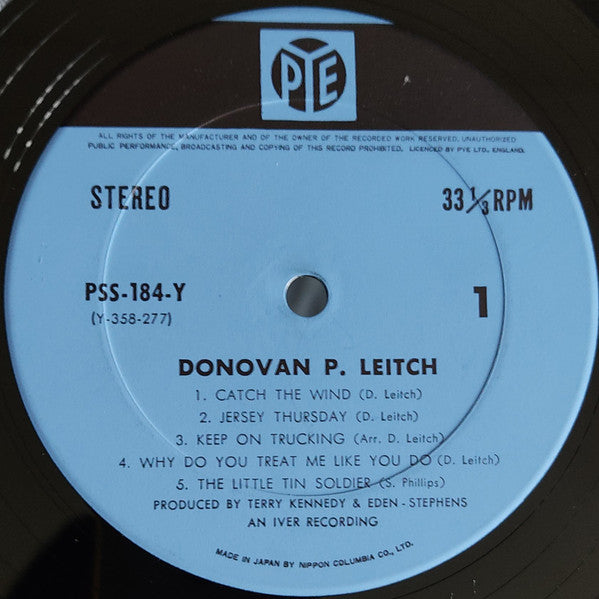 PYE
ALL RIGHTS OF THE MANUFACTURER AND OF THE OWNER OF THE RECORDED WORK RESERVED. UNAUTHORIZED
PUBLIC PERFORMANCE, BROADCASTING AND COPYING OF THIS RECORD PROHIBITED. LICENCED BY PYE LTD., ENGLAND.
STEREO 33 1/3 RPM
PSS-184-Y 1
(Y-358-277)
DONOVAN P. LEITCH
1. CATCH THE WIND (D. Leitch)
2. JERSEY THURSDAY (D. Leitch)
3. KEEP ON TRUCKING (Arr. D. Leitch)
4. WHY DO YOU TREAT ME LIKE YOU DO (D. Leitch)
5. THE LITTLE TIN SOLDIER (S. Phillips)
PRODUCED BY TERRY KENNEDY & EDEN-STEPHENS
AN IVER RECORDING
MADE IN JAPAN BY NIPPON COLUMBIA CO., LTD.